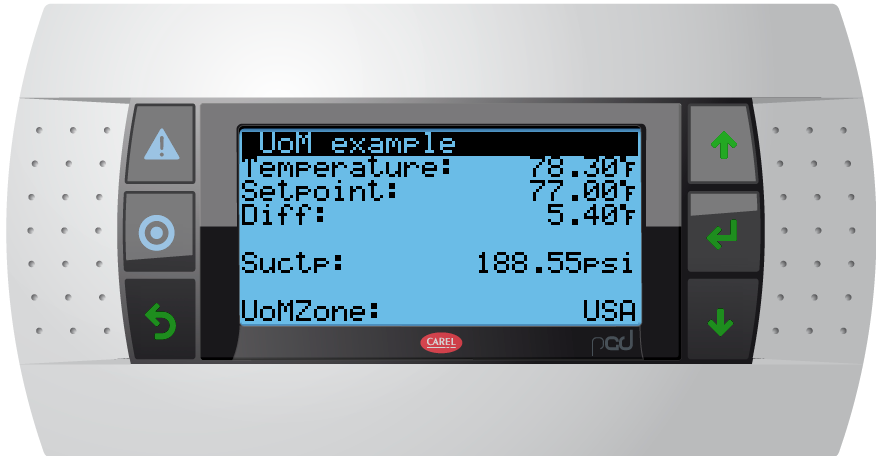 UoM example
Temperature: 78.30°F
Setpoint: 77.00°F
Diff: 5.40°F
Suctp: 188.55psi
UoMZone: USA
CAREL
pGD